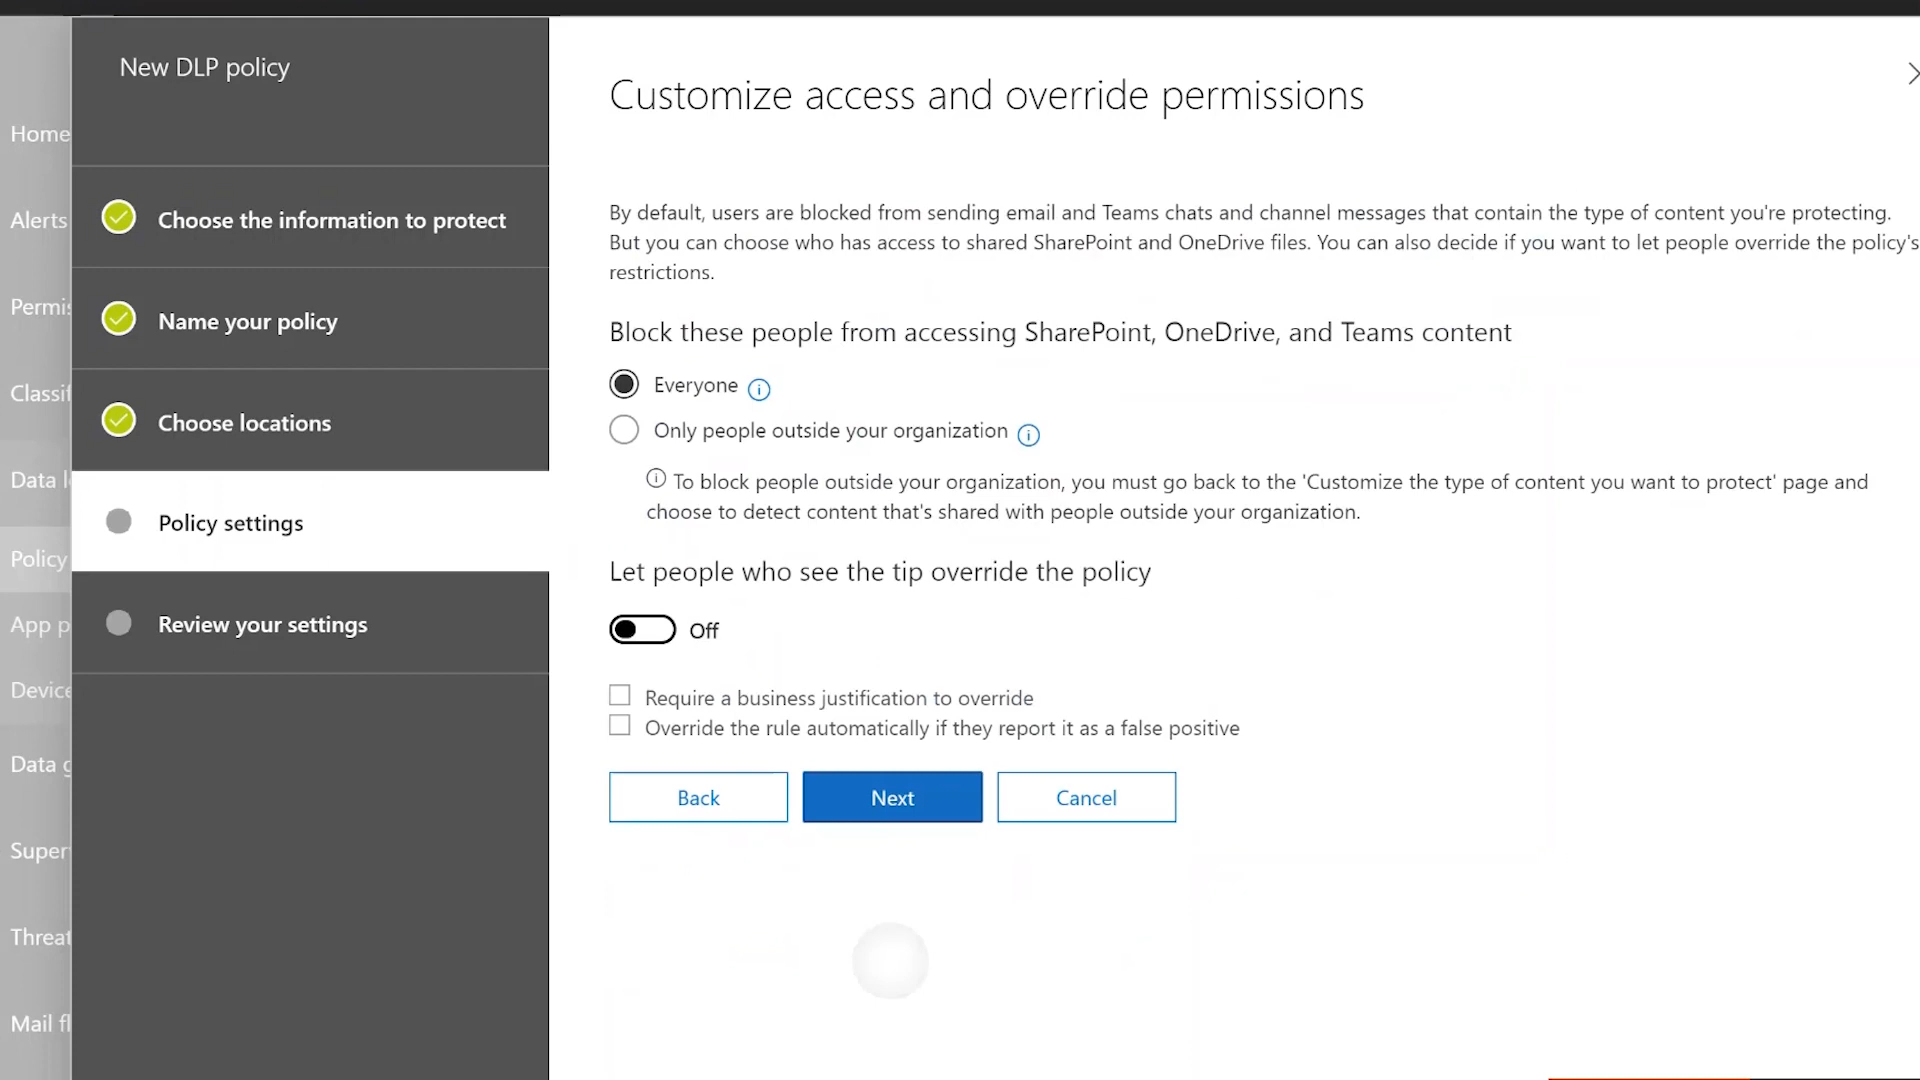 New DLP policy
Home
Alerts
Permis
Classif
Data l
Policy
App p
Device
Data g
Super
Threat
Mail fl
Choose the information to protect
Name your policy
Choose locations
Policy settings
Review your settings
Customize access and override permissions
By default, users are blocked from sending email and Teams chats and channel messages that contain the type of content you're protecting.
But you can choose who has access to shared SharePoint and OneDrive files. You can also decide if you want to let people override the policy's
restrictions.
Block these people from accessing SharePoint, OneDrive, and Teams content
Everyone
Only people outside your organization
To block people outside your organization, you must go back to the 'Customize the type of content you want to protect' page and
choose to detect content that's shared with people outside your organization.
Let people who see the tip override the policy
Off
Require a business justification to override
Override the rule automatically if they report it as a false positive
Back
Next
Cancel